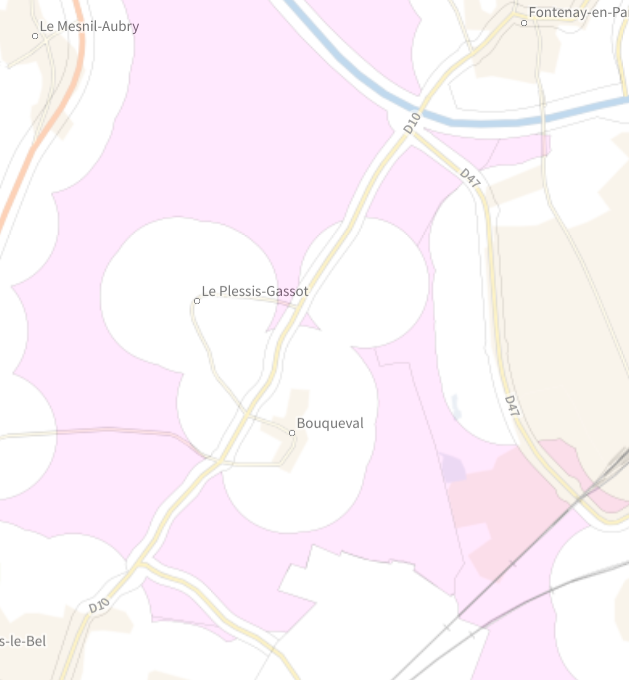 Le Mesnil-Aubry
Fontenay-en-Pa
D10
D47
Le Plessis-Gassot
D47
Bouqueval
D10
s-le-Bel